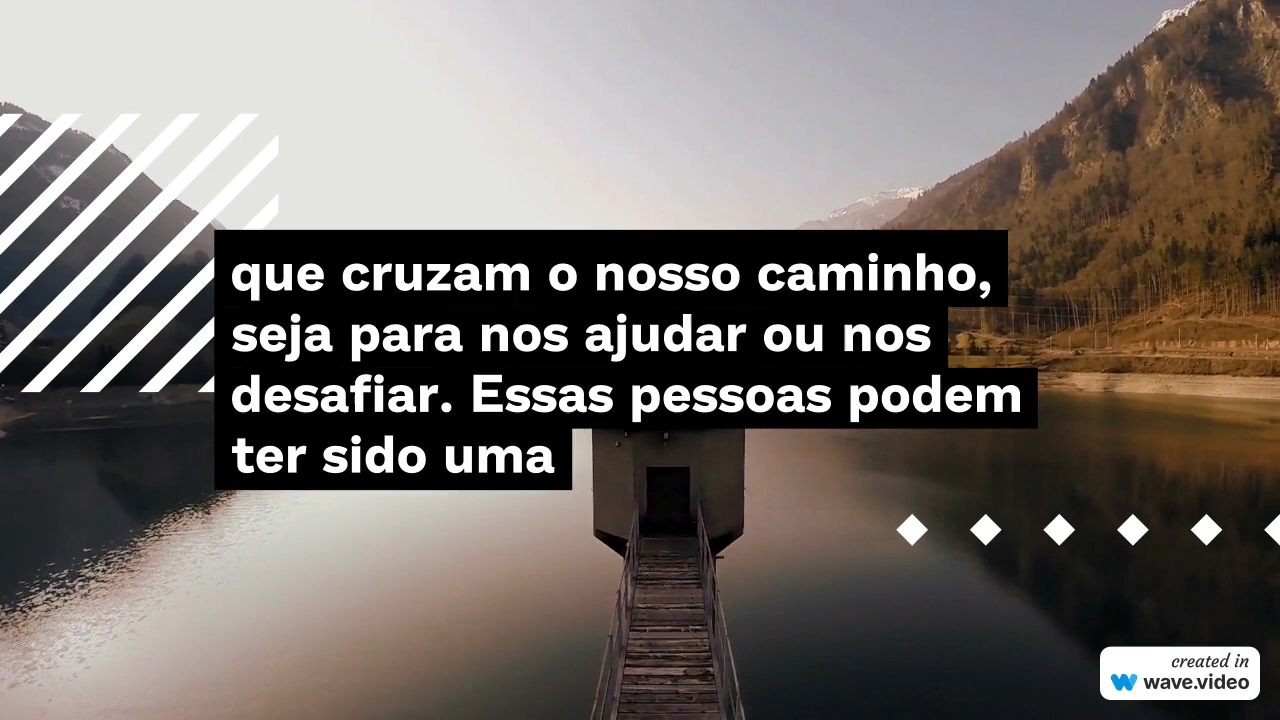 que cruzam o nosso caminho,
seja para nos ajudar ou nos
desafiar. Essas pessoas podem
ter sido uma
created in
wave.video